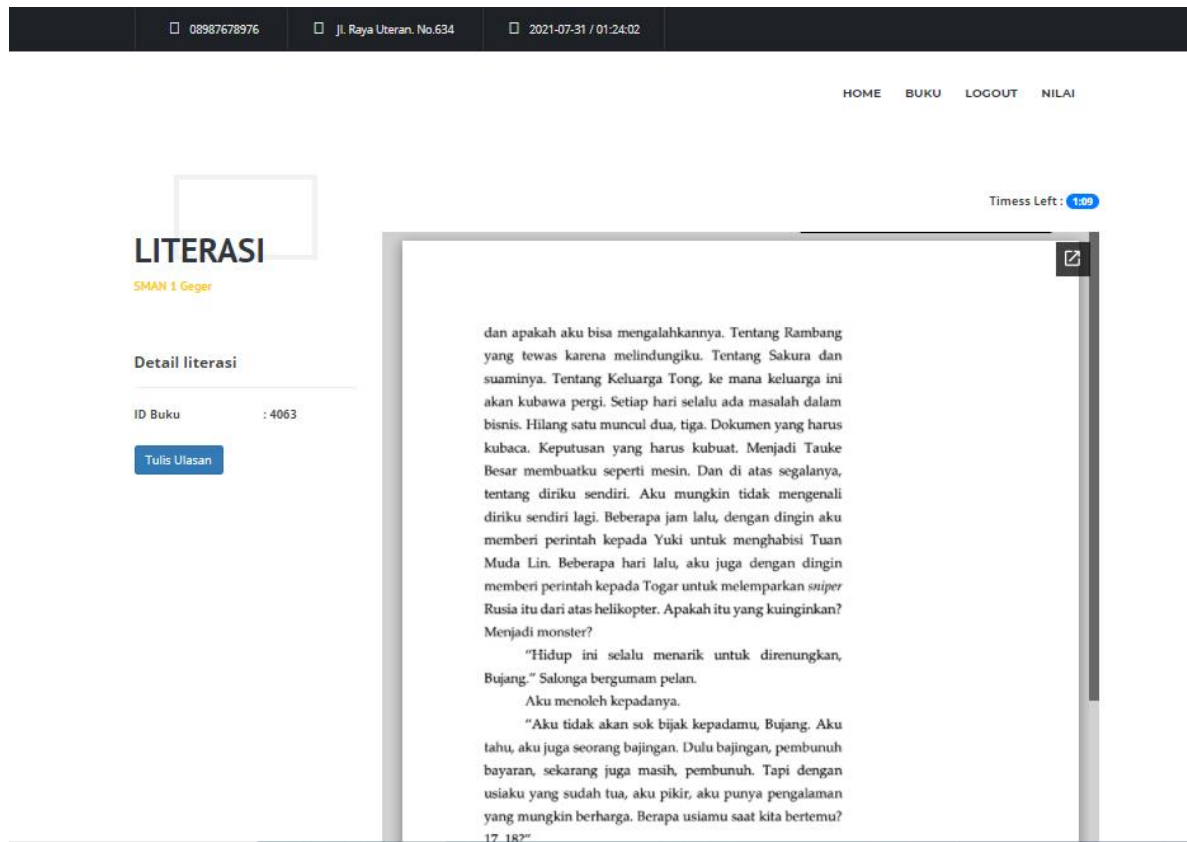 08987678976 Jl. Raya Uteran. No.634 2021-07-31 / 01:24:02
HOME BUKU LOGOUT NILAI
Timess Left : 1:09
LITERASI
SMAN 1 Geger
Detail literasi
ID Buku : 4063
Tulis Ulasan
dan apakah aku bisa mengalahkannya. Tentang Rambang
yang tewas karena melindungiku. Tentang Sakura dan
suaminya. Tentang Keluarga Tong, ke mana keluarga ini
akan kubawa pergi. Setiap hari selalu ada masalah dalam
bisnis. Hilang satu muncul dua, tiga. Dokumen yang harus
kubaca. Keputusan yang harus kubuat. Menjadi Tauke
Besar membuatku seperti mesin. Dan di atas segalanya,
tentang diriku sendiri. Aku mungkin tidak mengenali
diriku sendiri lagi. Beberapa jam lalu, dengan dingin aku
memberi perintah kepada Yuki untuk menghabisi Tuan
Muda Lin. Beberapa hari lalu, aku juga dengan dingin
memberi perintah kepada Togar untuk melemparkan sniper
Rusia itu dari atas helikopter. Apakah itu yang kuinginkan?
Menjadi monster?
“Hidup ini selalu menarik untuk direnungkan,
Bujang.” Salonga bergumam pelan.
Aku menoleh kepadanya.
“Aku tidak akan sok bijak kepadamu, Bujang. Aku
tahu, aku juga seorang bajingan. Dulu bajingan, pembunuh
bayaran, sekarang juga masih, pembunuh. Tapi dengan
usiaku yang sudah tua, aku pikir, aku punya pengalaman
yang mungkin berharga. Berapa usiamu saat kita bertemu?
17, 18?”